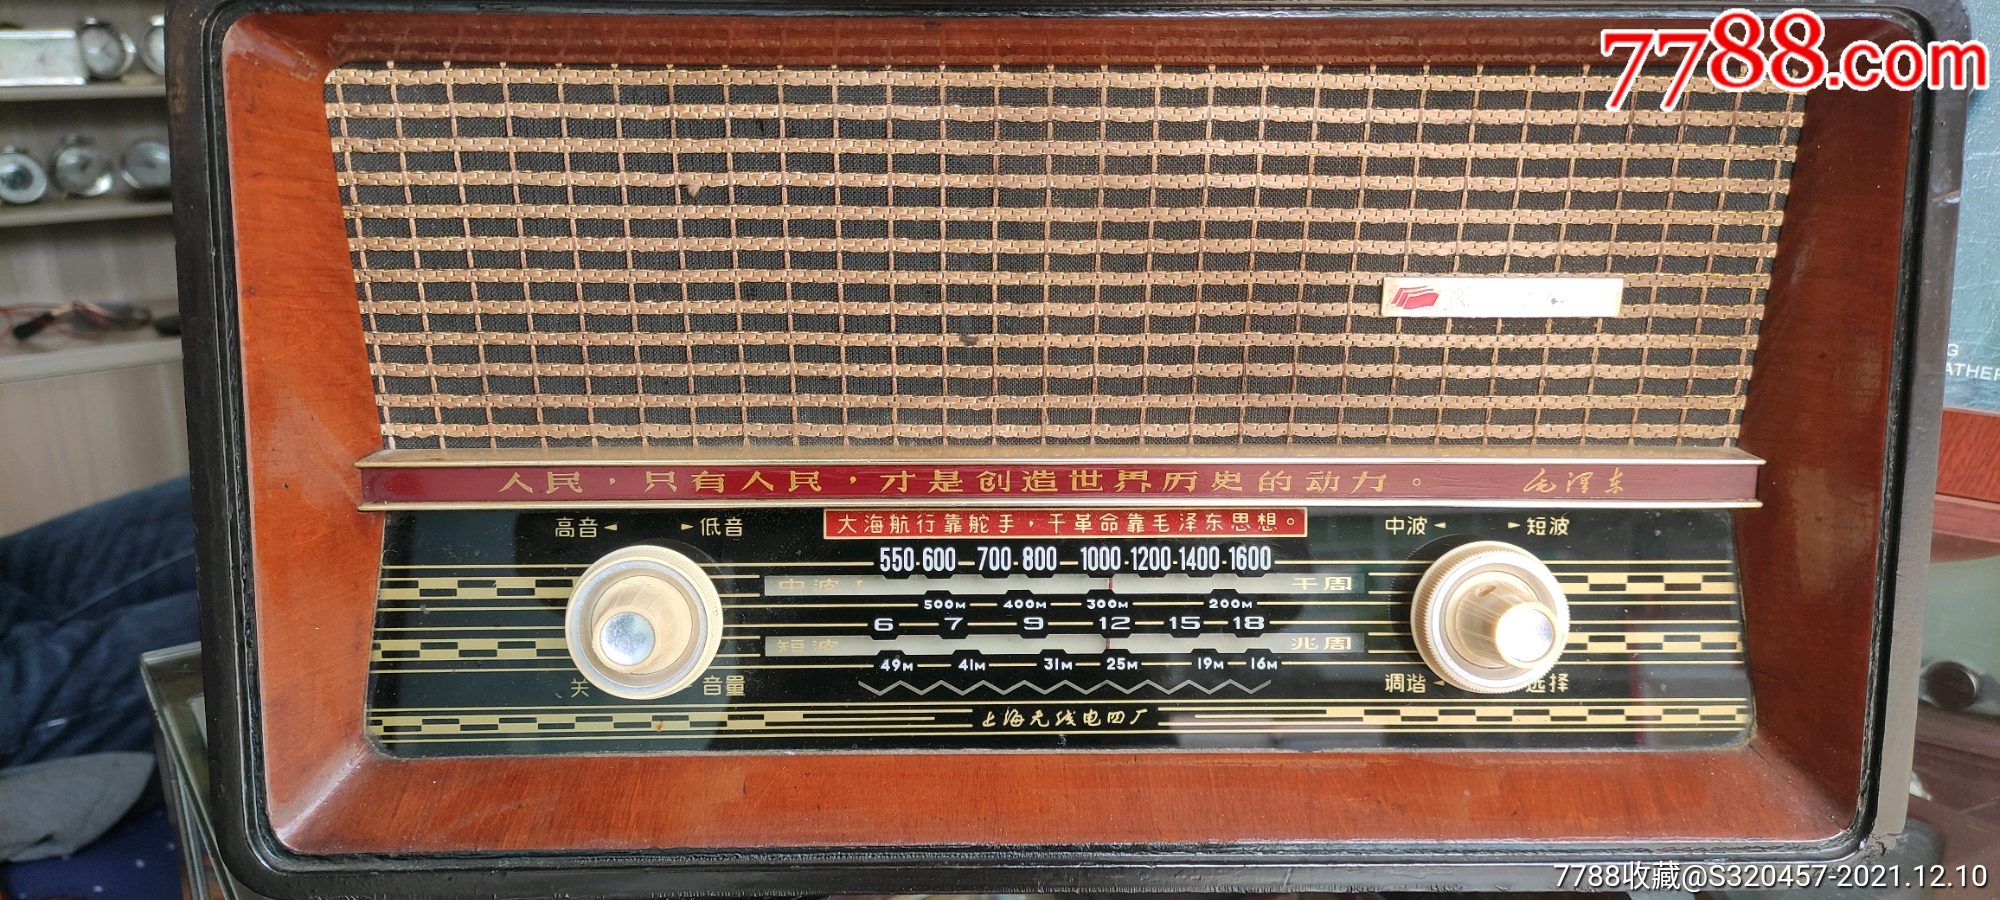 7788.com
G
ATHER
人民，只有人民，才是创造世界历史的动力。 毛泽东
大海航行靠舵手，干革命靠毛泽东思想。
高音 低音
中波 短波
550·600 700·800 1000·1200·1400·1600
中波 千周
500M 400M 300M 200M
6 7 9 12 15 18
短波 兆周
49M 41M 31M 25M 19M 16M
关 音量
调谐 选择
上海无线电四厂
7788收藏@S320457-2021.12.10